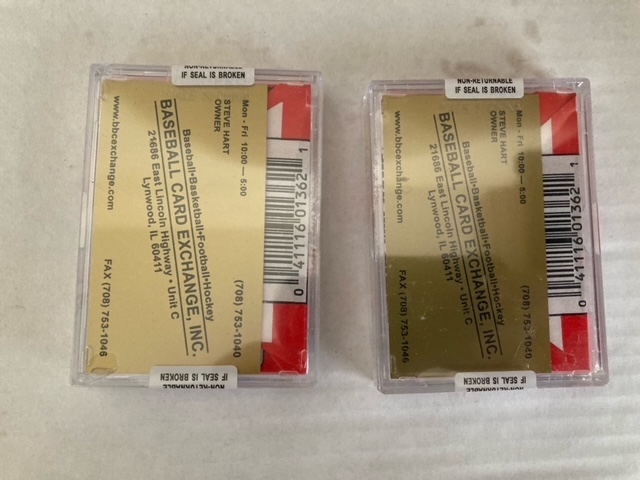 NON-RETURNABLE
IF SEAL IS BROKEN
Mon - Fri 10:00 — 5:00
STEVE HART
OWNER
(708) 753-1040
Baseball•Basketball•Football•Hockey
BASEBALL CARD EXCHANGE, INC.
21686 East Lincoln Highway • Unit C
Lynwood, IL 60411
www.bbcexchange.com
FAX (708) 753-1046
0 41116 01362 1
NON-RETURNABLE
IF SEAL IS BROKEN
NON-RETURNABLE
IF SEAL IS BROKEN
Mon - Fri 10:00 — 5:00
STEVE HART
OWNER
(708) 753-1040
Baseball•Basketball•Football•Hockey
BASEBALL CARD EXCHANGE, INC.
21686 East Lincoln Highway • Unit C
Lynwood, IL 60411
www.bbcexchange.com
FAX (708) 753-1046
0 41116 01362 1
NON-RETURNABLE
IF SEAL IS BROKEN